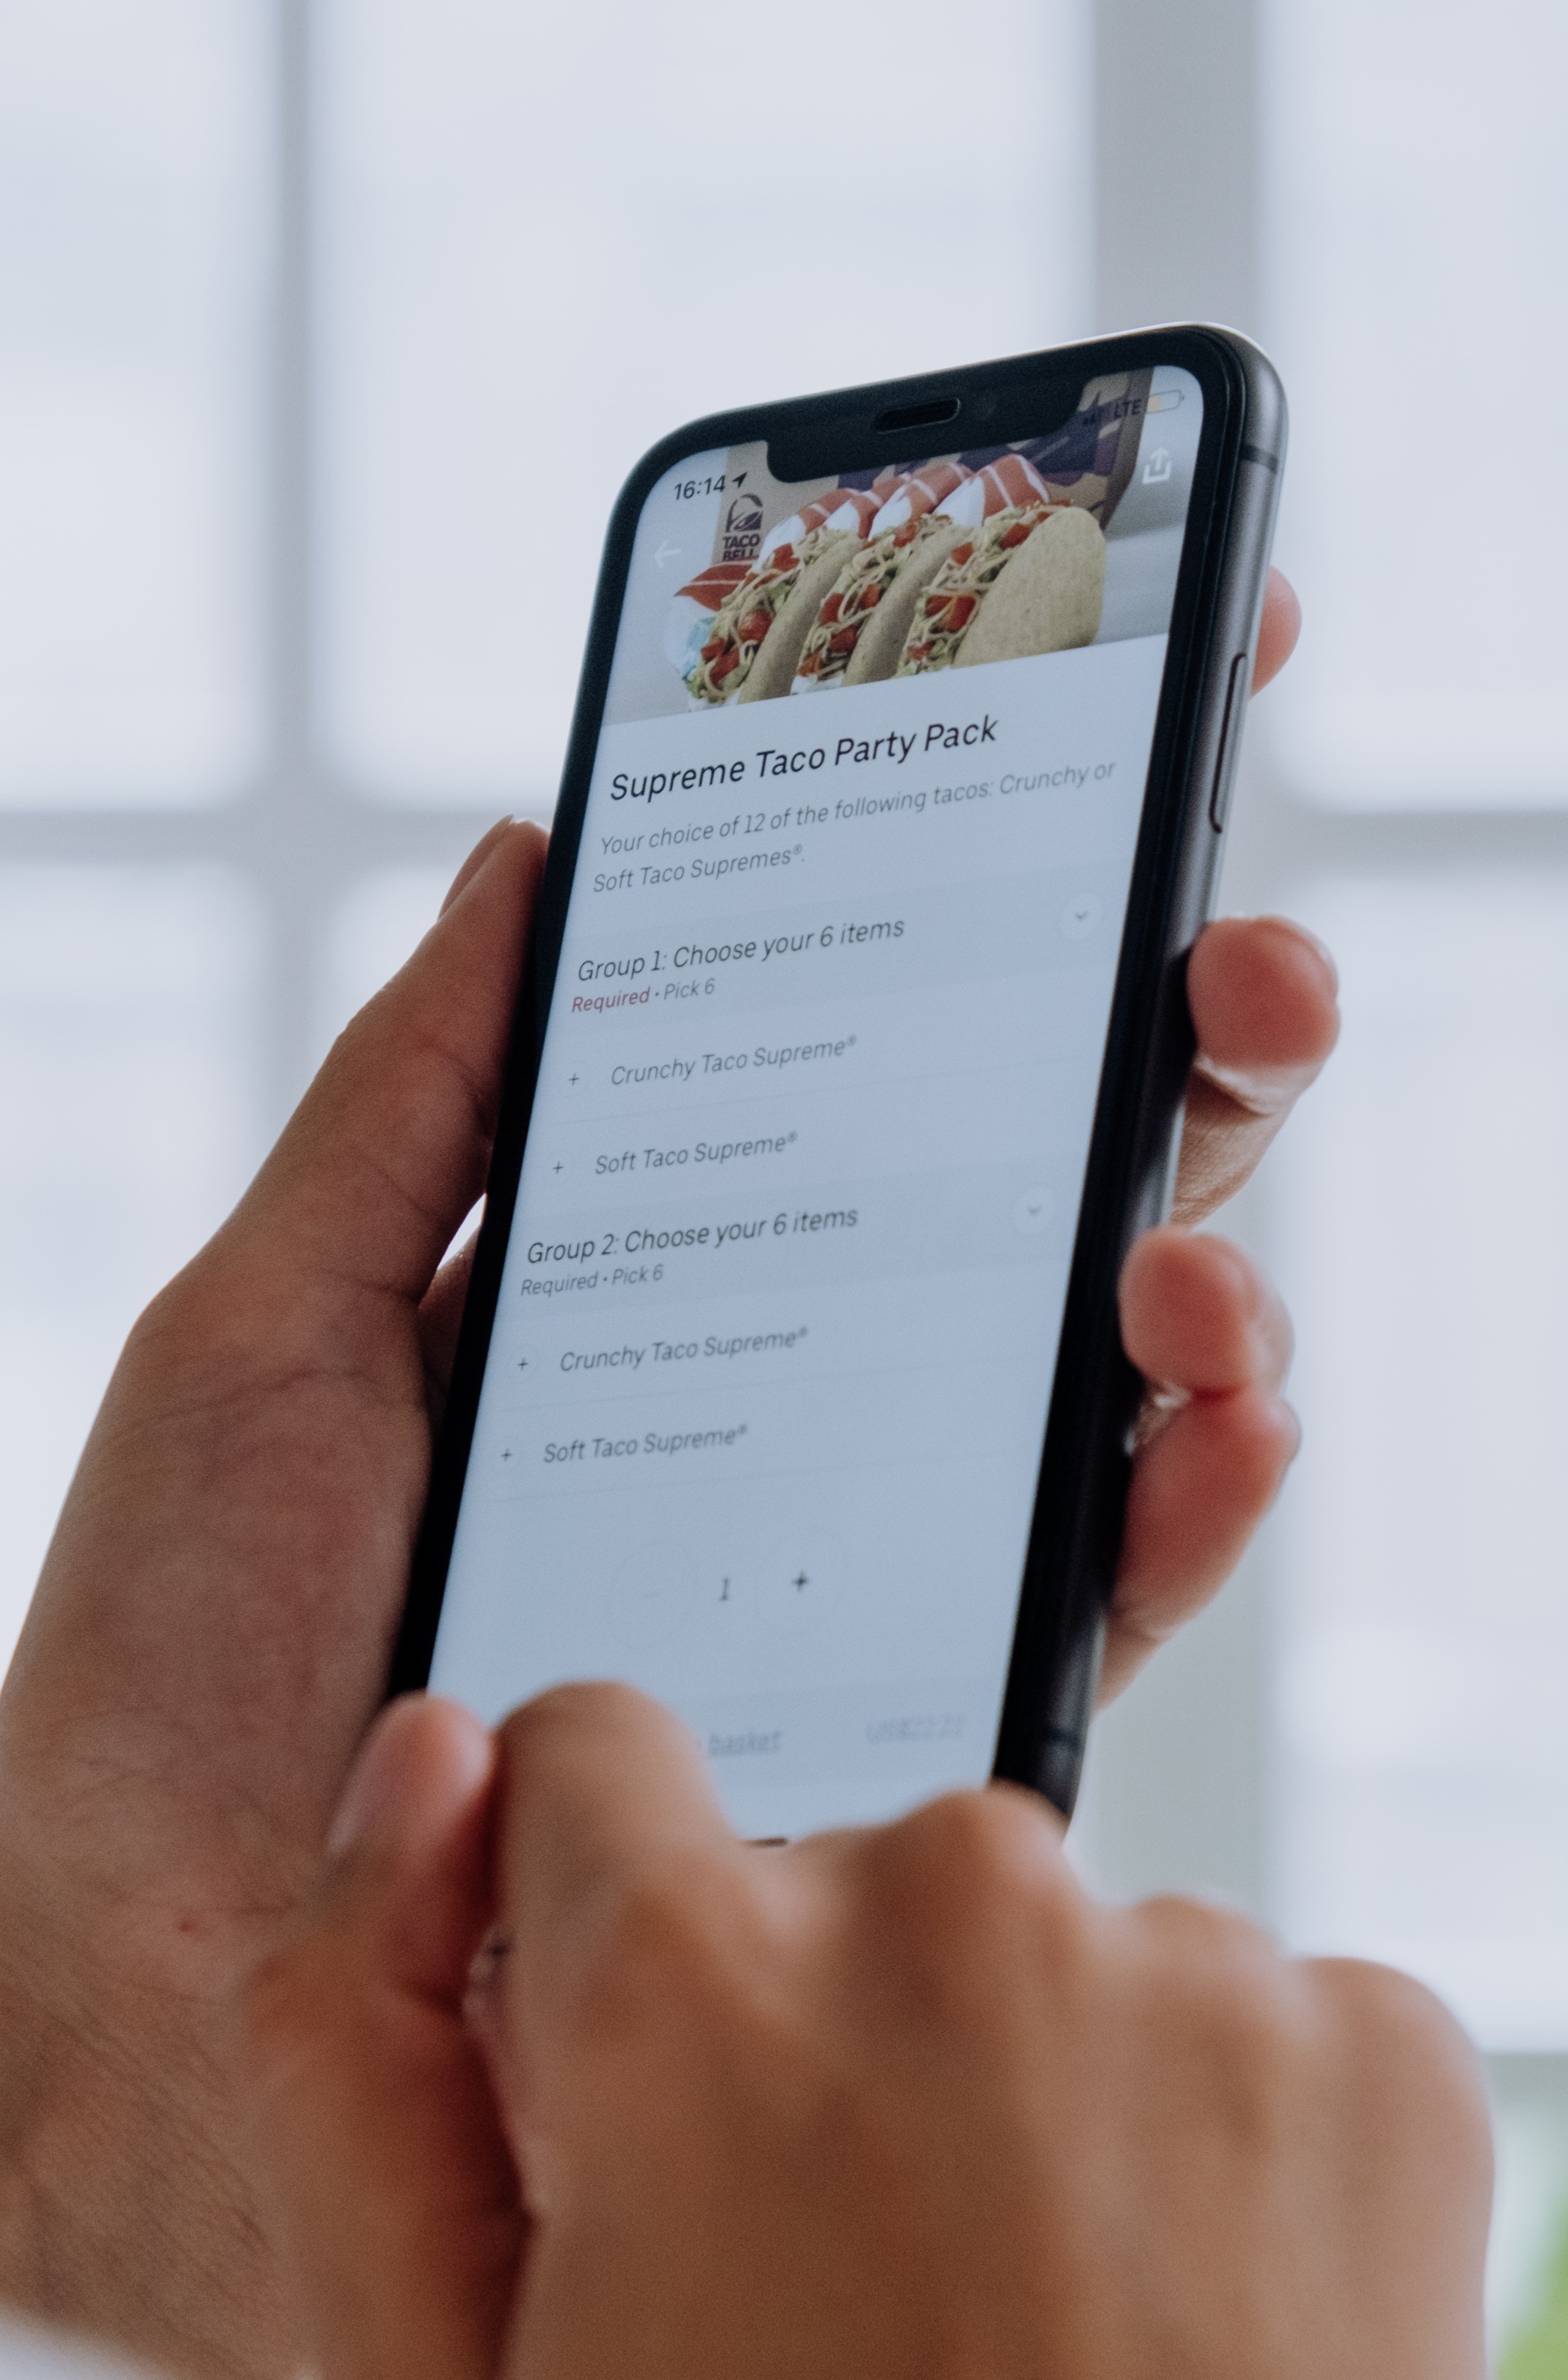 16:14
LTE
TACO
BELL
Supreme Taco Party Pack
Your choice of 12 of the following tacos: Crunchy or
Soft Taco Supremes®.
Group 1: Choose your 6 items
Required • Pick 6
+ Crunchy Taco Supreme®
+ Soft Taco Supreme®
Group 2: Choose your 6 items
Required • Pick 6
+ Crunchy Taco Supreme®
+ Soft Taco Supreme®
- 1 +
basket